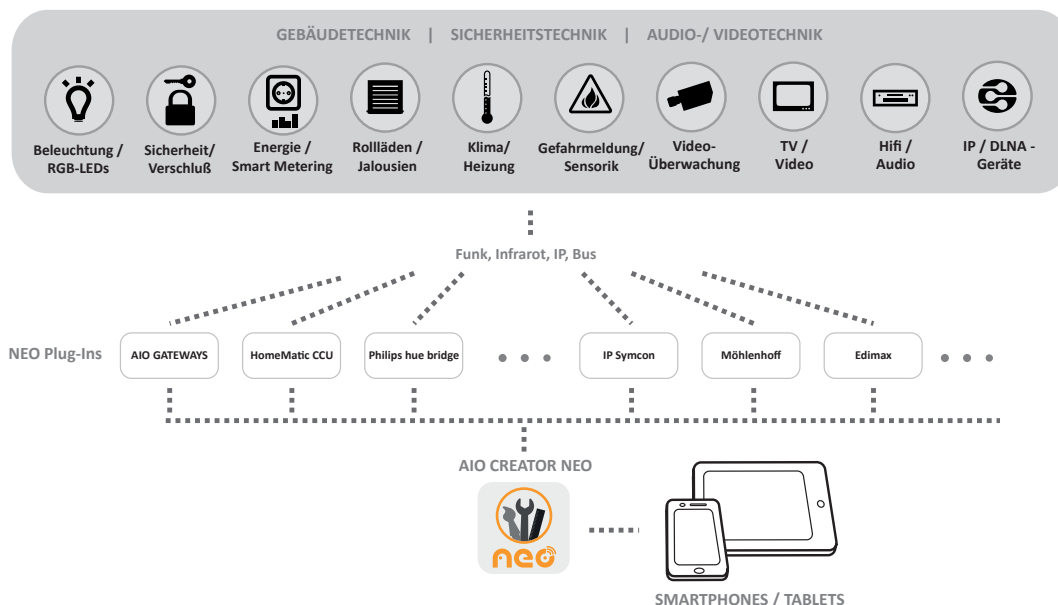 GEBÄUDETECHNIK | SICHERHEITSTECHNIK | AUDIO-/ VIDEOTECHNIK
Beleuchtung /
RGB-LEDs
Sicherheit/
Verschluß
Energie /
Smart Metering
Rollläden /
Jalousien
Klima/
Heizung
Gefahrmeldung/
Sensorik
Video-
Überwachung
TV /
Video
Hifi /
Audio
IP / DLNA -
Geräte
Funk, Infrarot, IP, Bus
NEO Plug-Ins
AIO GATEWAYS
HomeMatic CCU
Philips hue bridge
IP Symcon
Möhlenhoff
Edimax
AIO CREATOR NEO
neo
SMARTPHONES / TABLETS